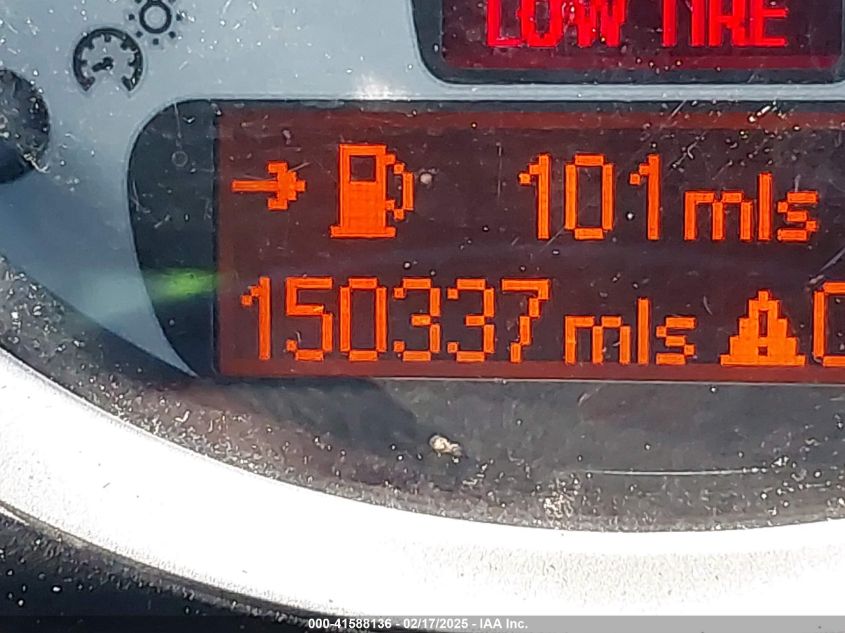 LOW TIRE
101 mls
150337 mls
000-41588136 - 02/17/2025 - IAA Inc.